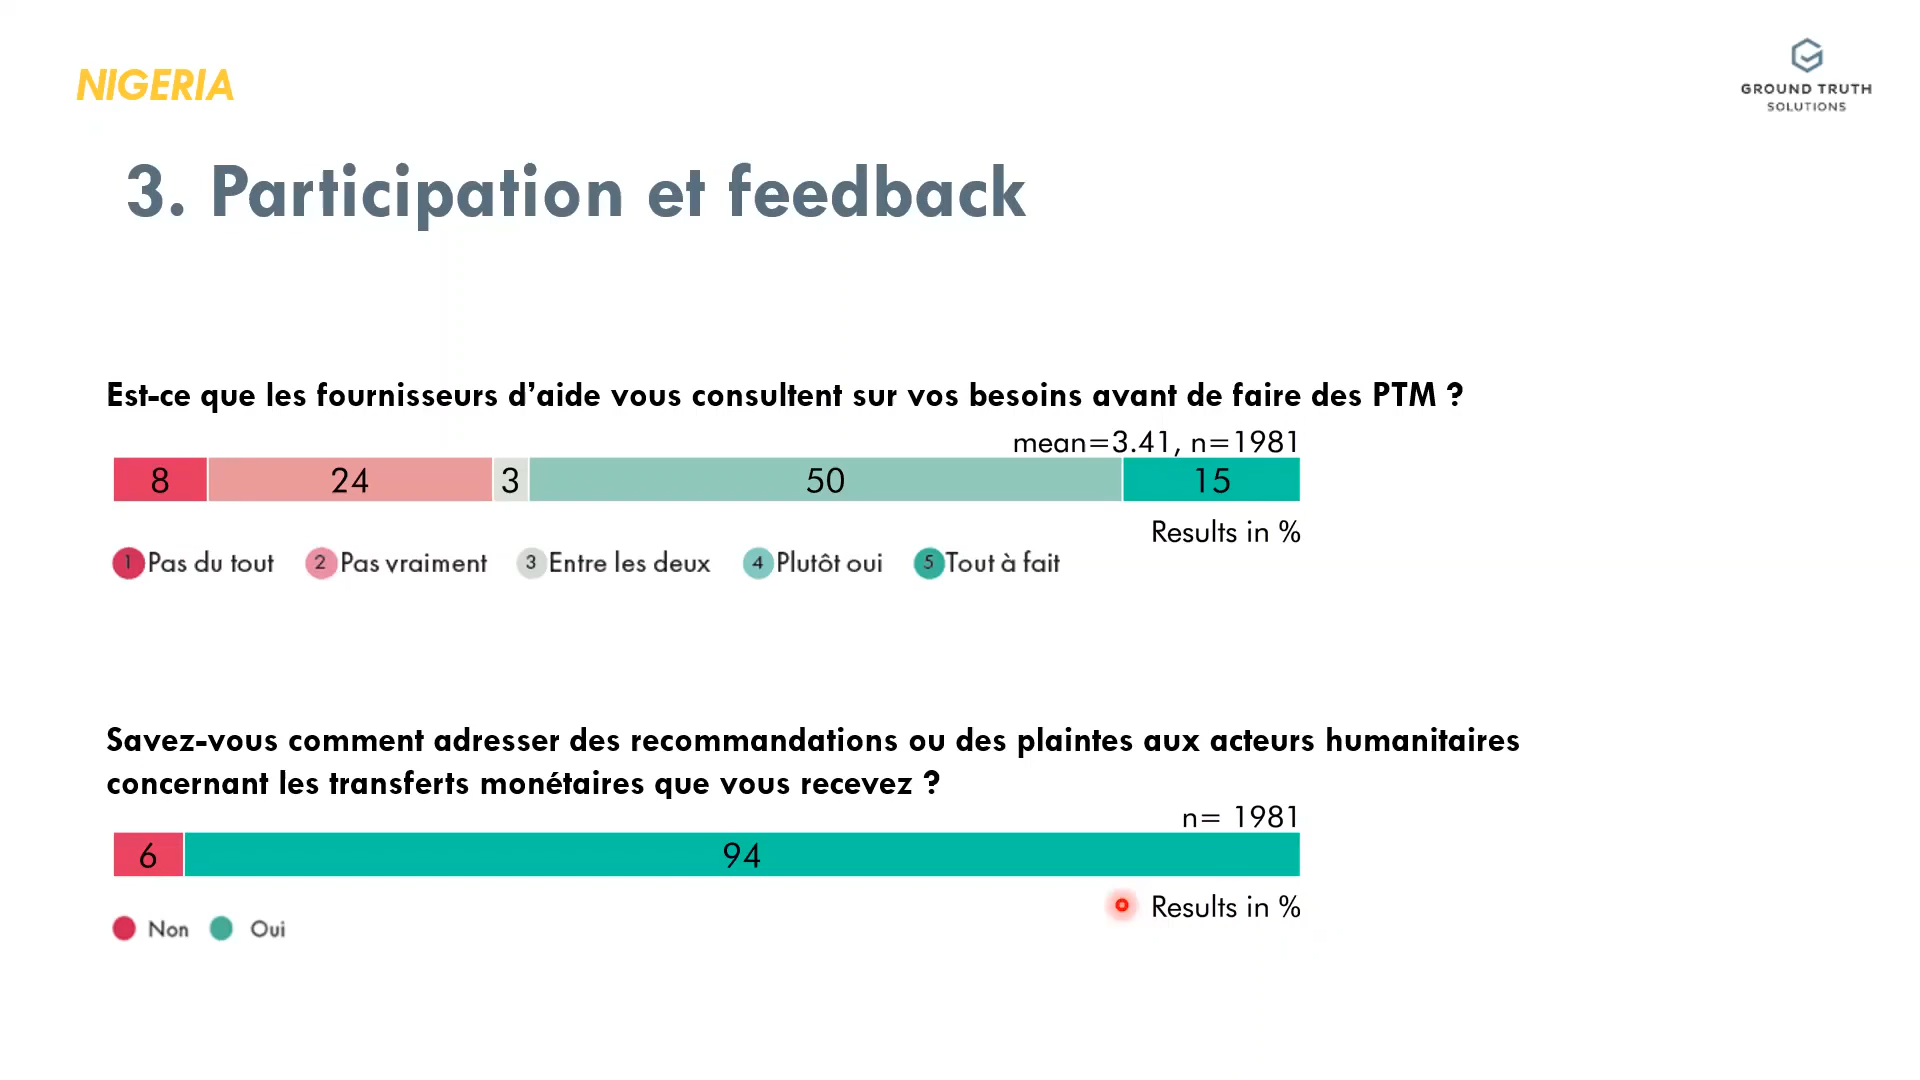 NIGERIA
GROUND TRUTH
SOLUTIONS
3. Participation et feedback
Est-ce que les fournisseurs d’aide vous consultent sur vos besoins avant de faire des PTM ?
mean=3.41, n=1981
8 24 3 50 15
Results in %
1 Pas du tout 2 Pas vraiment 3 Entre les deux 4 Plutôt oui 5 Tout à fait
Savez-vous comment adresser des recommandations ou des plaintes aux acteurs humanitaires
concernant les transferts monétaires que vous recevez ?
n= 1981
6 94
Results in %
Non Oui